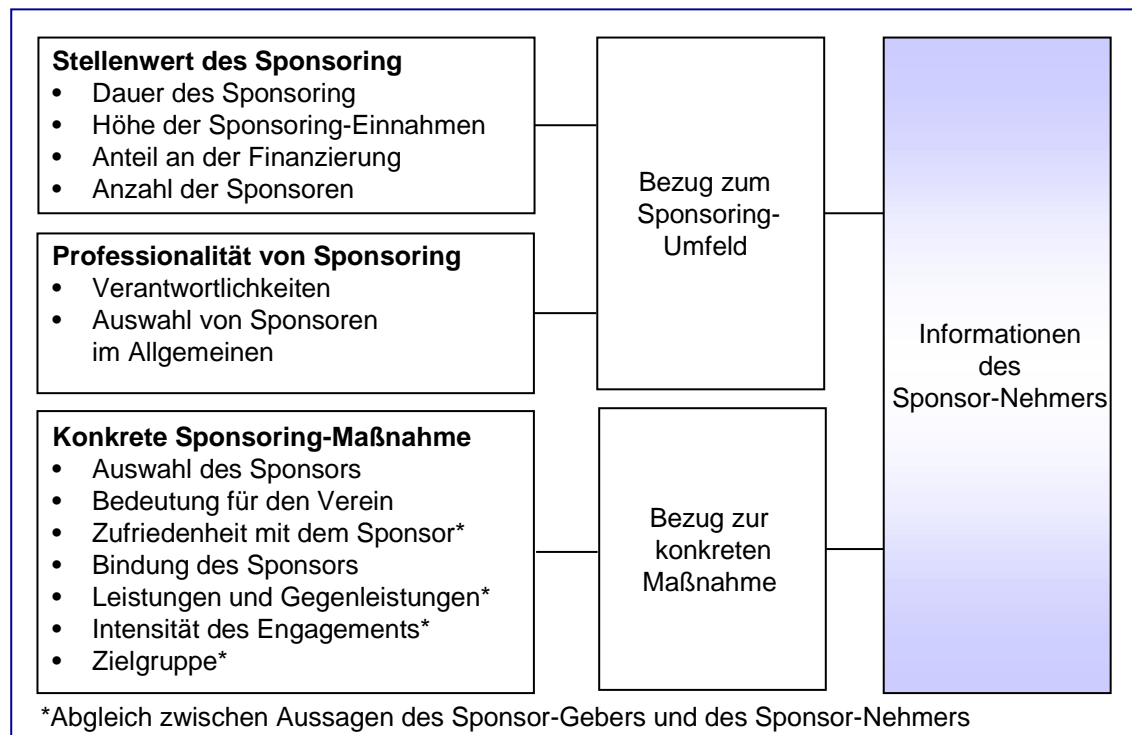 Stellenwert des Sponsoring
• Dauer des Sponsoring
• Höhe der Sponsoring-Einnahmen
• Anteil an der Finanzierung
• Anzahl der Sponsoren
Professionalität von Sponsoring
• Verantwortlichkeiten
• Auswahl von Sponsoren
im Allgemeinen
Konkrete Sponsoring-Maßnahme
• Auswahl des Sponsors
• Bedeutung für den Verein
• Zufriedenheit mit dem Sponsor*
• Bindung des Sponsors
• Leistungen und Gegenleistungen*
• Intensität des Engagements*
• Zielgruppe*
Bezug zum
Sponsoring-
Umfeld
Bezug zur
konkreten
Maßnahme
Informationen
des
Sponsor-Nehmers
*Abgleich zwischen Aussagen des Sponsor-Gebers und des Sponsor-Nehmers